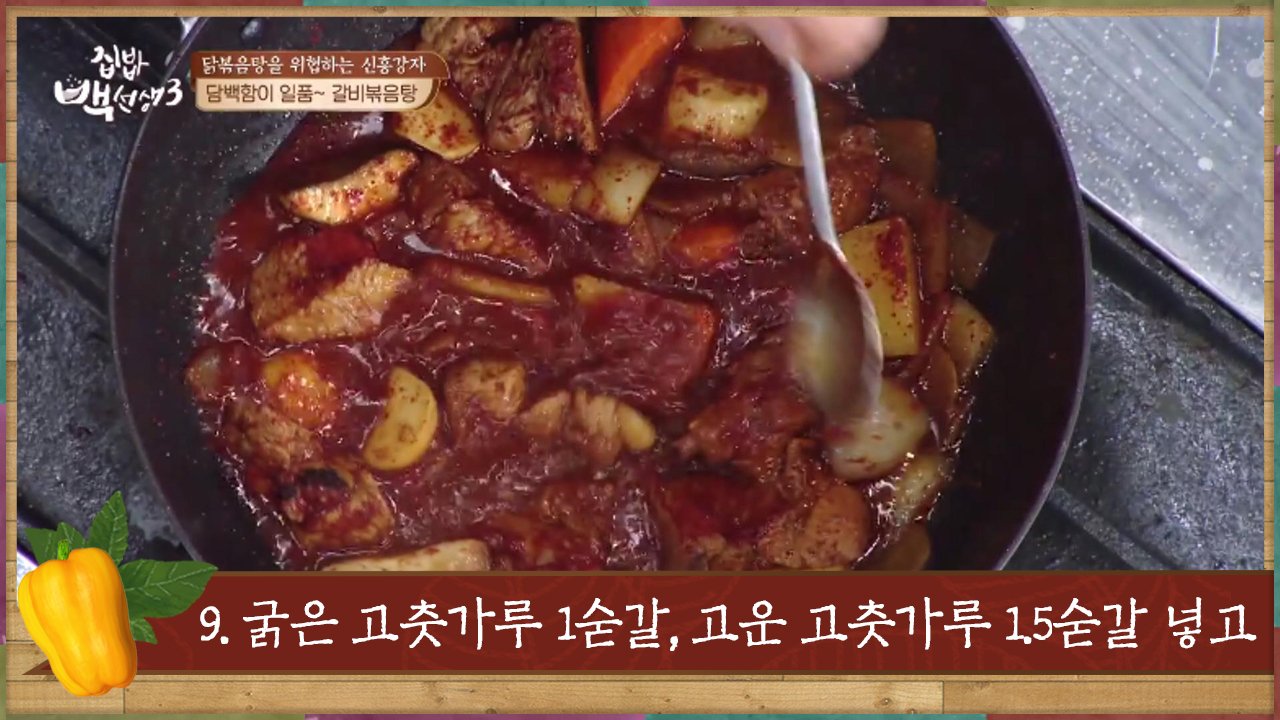 집밥
백선생3
닭볶음탕을 위협하는 신흥강자
담백함이 일품~ 갈비볶음탕
9. 굵은 고춧가루 1숟갈, 고운 고춧가루 1.5숟갈 넣고